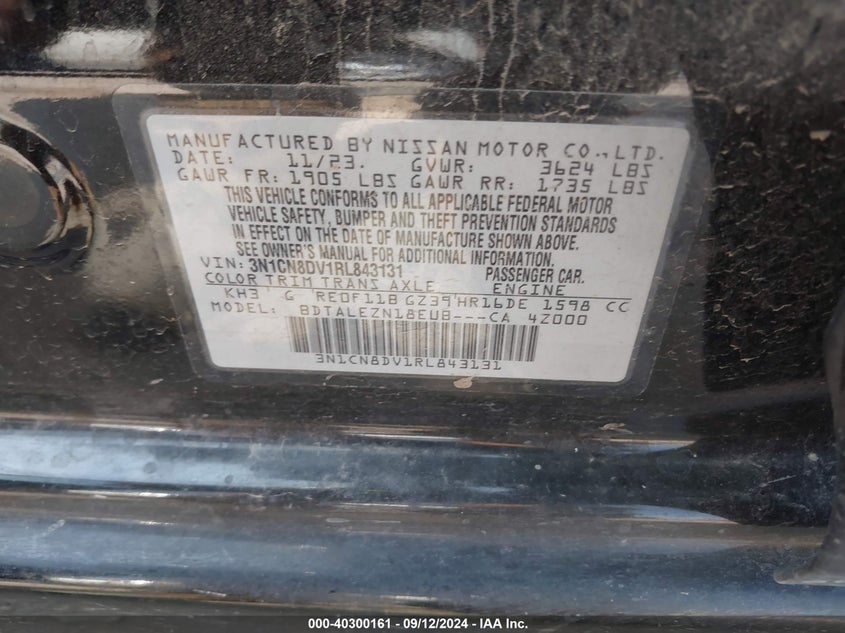 MANUFACTURED BY NISSAN MOTOR CO., LTD.
DATE: 11/23. GVWR: 3624 LBS
GAWR FR: 1905 LBS GAWR RR: 1735 LBS
THIS VEHICLE CONFORMS TO ALL APPLICABLE FEDERAL MOTOR
VEHICLE SAFETY, BUMPER AND THEFT PREVENTION STANDARDS
IN EFFECT ON THE DATE OF MANUFACTURE SHOWN ABOVE.
SEE OWNER'S MANUAL FOR ADDITIONAL INFORMATION.
VIN: 3N1CN8DV1RL843131 PASSENGER CAR.
COLOR TRIM TRANS AXLE ENGINE
KH3 G RE0F11B GZ39 HR16DE 1598 CC
MODEL: BDTALEZN18EUB---CA 4Z000
3N1CN8DV1RL843131
000-40300161 - 09/12/2024 - IAA Inc.